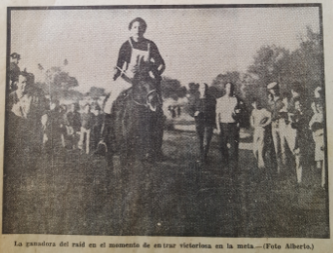 La ganadora del raid en el momento de entrar victoriosa en la meta.—(Foto Alberto.)